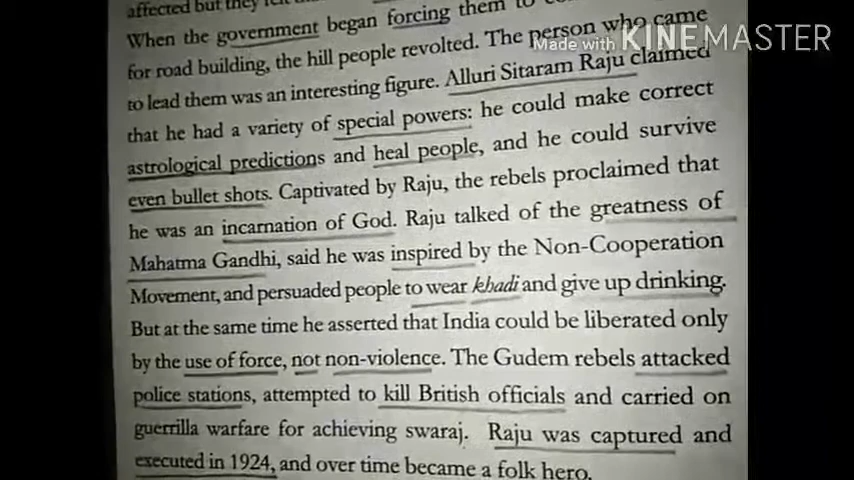 affected but they felt
When the government began forcing them to
for road building, the hill people revolted. The person who came
Made with KINEMASTER
to lead them was an interesting figure. Alluri Sitaram Raju claimed
that he had a variety of special powers: he could make correct
astrological predictions and heal people, and he could survive
even bullet shots. Captivated by Raju, the rebels proclaimed that
he was an incarnation of God. Raju talked of the greatness of
Mahatma Gandhi, said he was inspired by the Non-Cooperation
Movement, and persuaded people to wear khadi and give up drinking.
But at the same time he asserted that India could be liberated only
by the use of force, not non-violence. The Gudem rebels attacked
police stations, attempted to kill British officials and carried on
guerrilla warfare for achieving swaraj. Raju was captured and
executed in 1924, and over time became a folk hero.